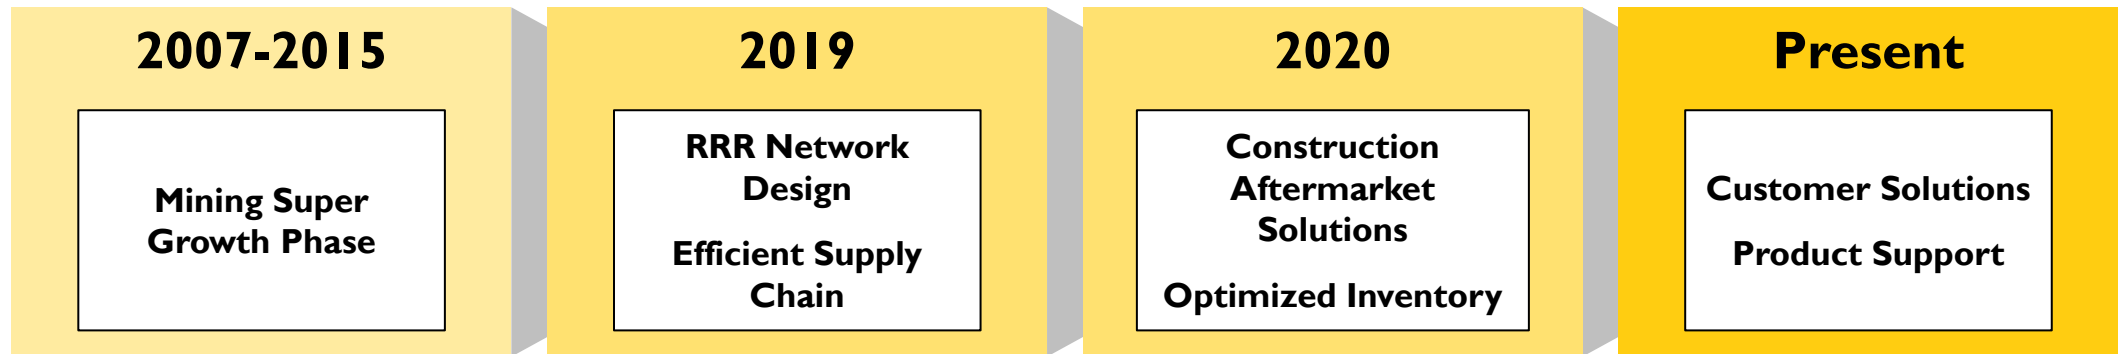 2007-2015
Mining Super
Growth Phase
2019
RRR Network
Design
Efficient Supply
Chain
2020
Construction
Aftermarket
Solutions
Optimized Inventory
Present
Customer Solutions
Product Support